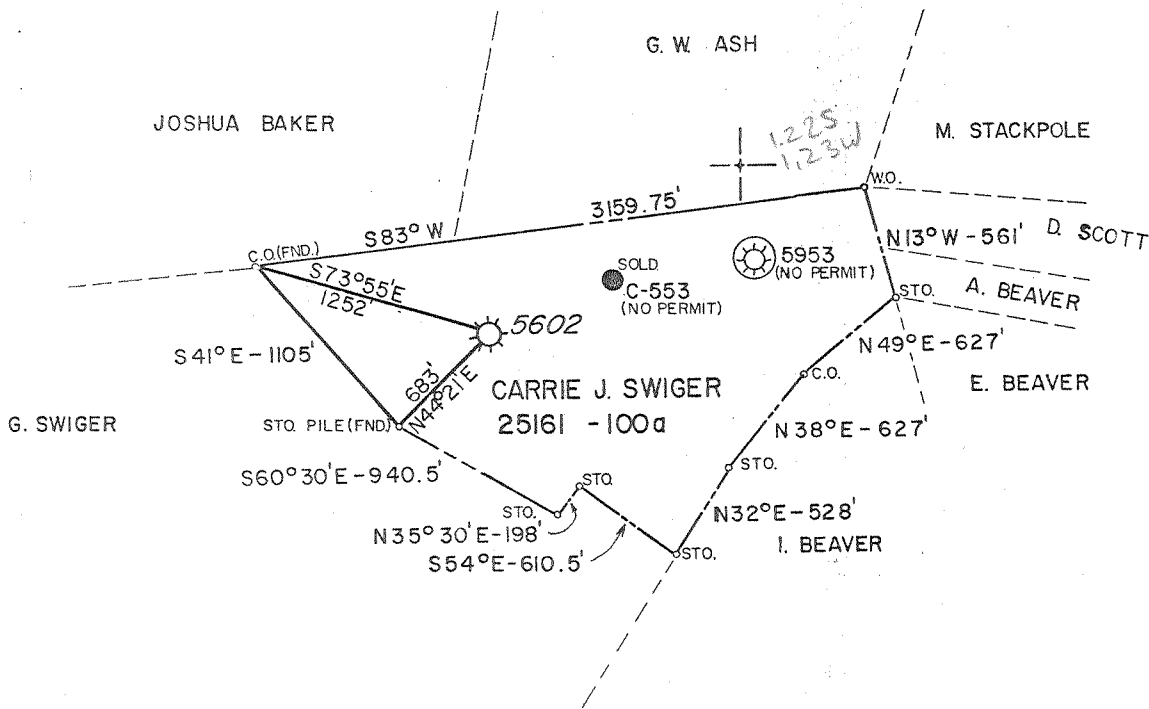 G. W. ASH
JOSHUA BAKER
1.22S
1.23W
M. STACKPOLE
W.O.
3159.75'
S83° W
N13° W-561'
D. SCOTT
C.O.(FND.)
S73°55'E
1252'
SOLD
C-553
(NO PERMIT)
5953
(NO PERMIT)
A. BEAVER
STO.
5602
S41° E-1105'
N49° E-627'
683'
N44°21'E
CARRIE J. SWIGER
25161 -100a
C.O.
E. BEAVER
G. SWIGER
STO. PILE(FND.)
N38° E-627'
S60°30'E-940.5'
STO.
STO.
STO.
N32° E-528'
N35°30'E-198'
STO.
I. BEAVER
S54° E-610.5'